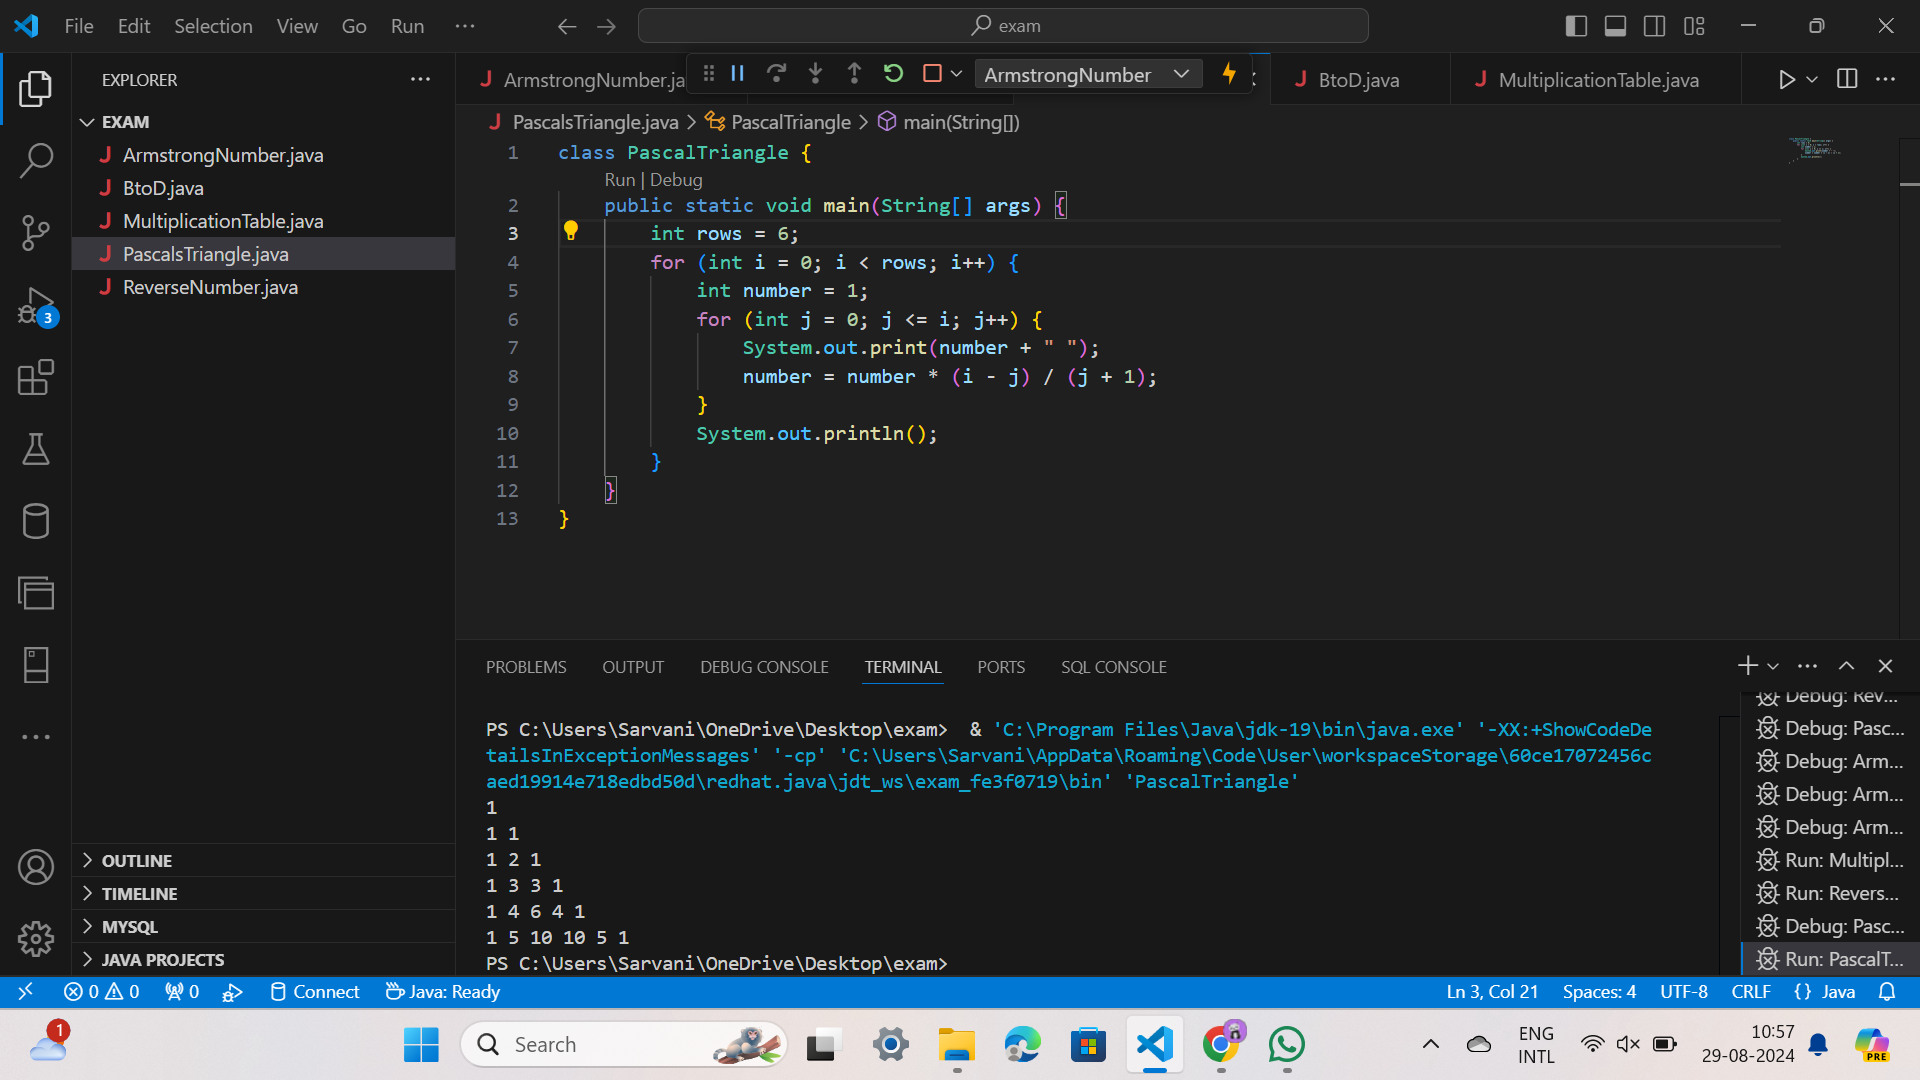 File Edit Selection View Go Run ··· exam
EXPLORER ···
EXAM
ArmstrongNumber.java
BtoD.java
MultiplicationTable.java
PascalsTriangle.java
ReverseNumber.java
OUTLINE
TIMELINE
MYSQL
JAVA PROJECTS
3
J ArmstrongNumber.ja
ArmstrongNumber
J BtoD.java
J MultiplicationTable.java
J PascalsTriangle.java > PascalTriangle > main(String[])
1 class PascalTriangle {
Run | Debug
2 public static void main(String[] args) {
3 int rows = 6;
4 for (int i = 0; i < rows; i++) {
5 int number = 1;
6 for (int j = 0; j <= i; j++) {
7 System.out.print(number + " ");
8 number = number * (i - j) / (j + 1);
9 }
10 System.out.println();
11 }
12 }
13 }
PROBLEMS OUTPUT DEBUG CONSOLE TERMINAL PORTS SQL CONSOLE
PS C:\Users\Sarvani\OneDrive\Desktop\exam> & 'C:\Program Files\Java\jdk-19\bin\java.exe' '-XX:+ShowCodeDe
tailsInExceptionMessages' '-cp' 'C:\Users\Sarvani\AppData\Roaming\Code\User\workspaceStorage\60ce17072456c
aed19914e718edbd50d\redhat.java\jdt_ws\exam_fe3f0719\bin' 'PascalTriangle'
1
1 1
1 2 1
1 3 3 1
1 4 6 4 1
1 5 10 10 5 1
PS C:\Users\Sarvani\OneDrive\Desktop\exam>
Debug: Rev...
Debug: Pasc...
Debug: Arm...
Debug: Arm...
Debug: Arm...
Run: Multipl...
Run: Revers...
Debug: Pasc...
Run: PascalT...
0 0 0 Connect Java: Ready Ln 3, Col 21 Spaces: 4 UTF-8 CRLF {} Java
1 Search ENG 10:57
INTL 29-08-2024
PRE